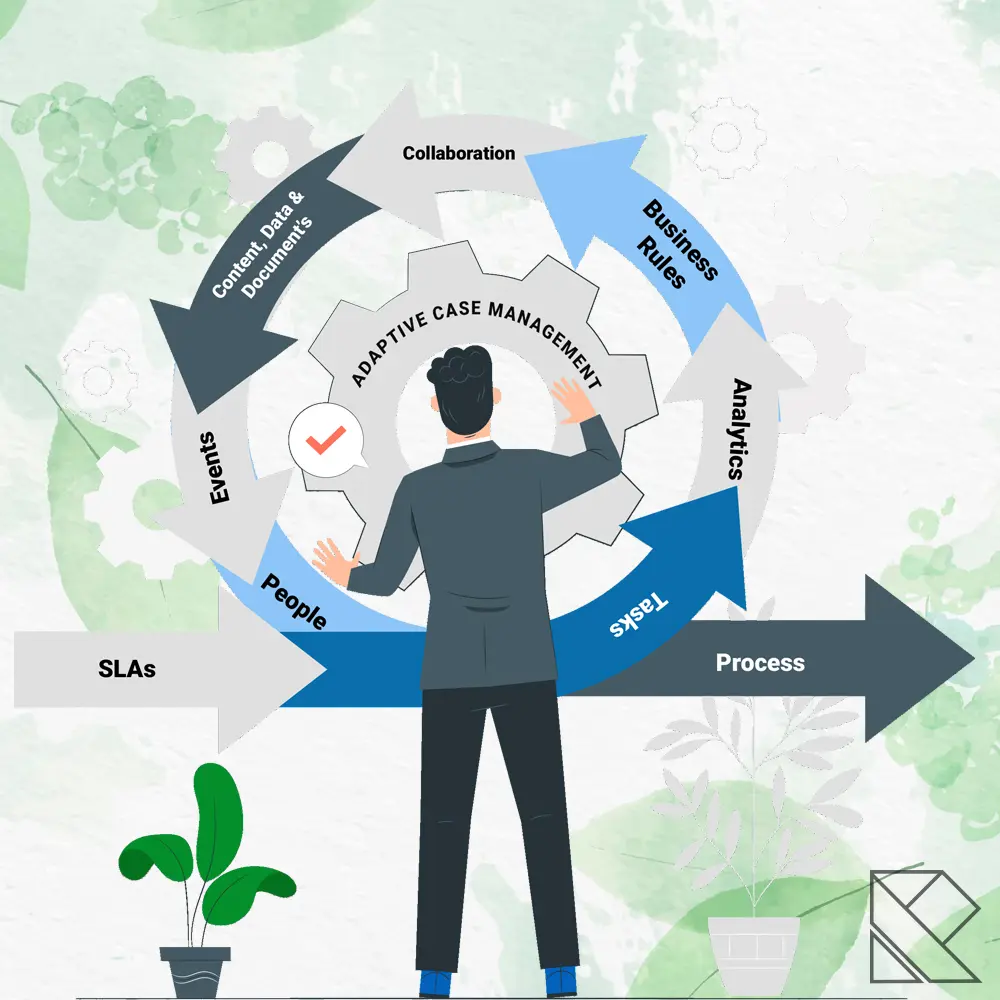 Collaboration
Content, Data &
Document's
Business
Rules
ADAPTIVE CASE MANAGEMENT
Analytics
Events
People
Tasks
SLAs
Process